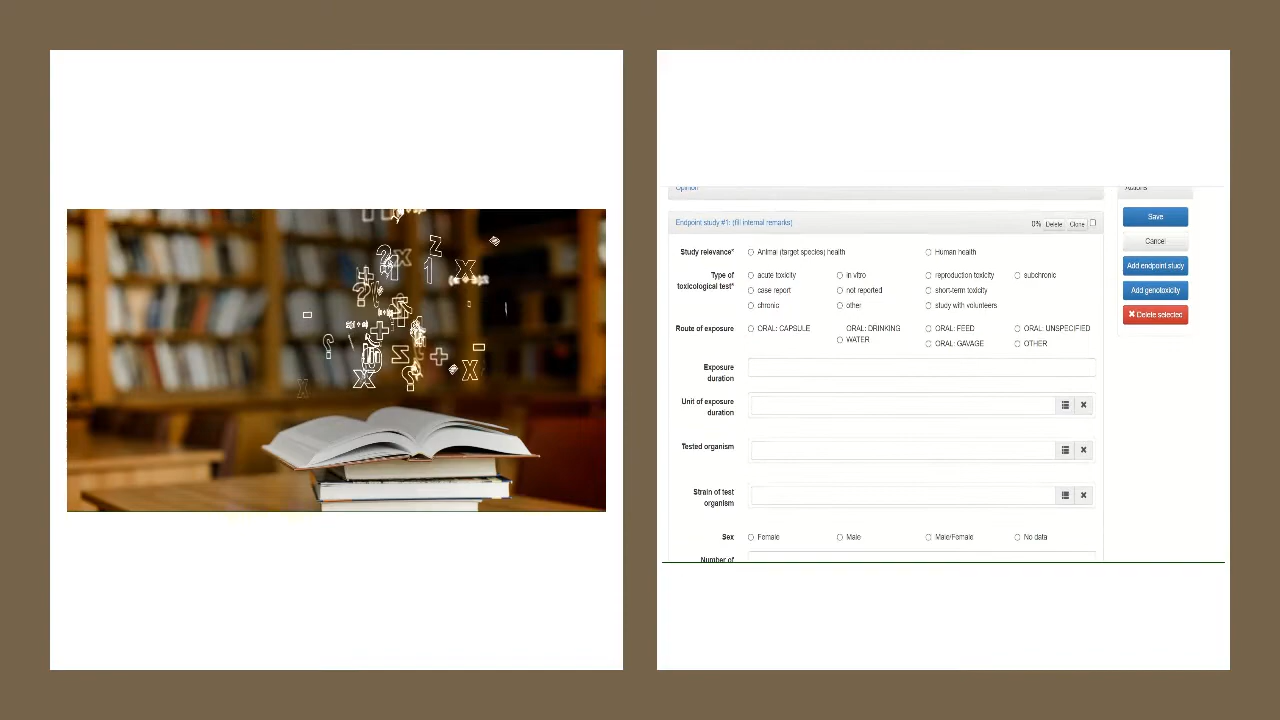 Opinion
Actions
Endpoint study #1: (fill internal remarks)
0% Delete Clone
Save
Cancel
Add endpoint study
Add genotoxicity
Delete selected
Study relevance*
Animal (target species) health
Human health
Type of toxicological test*
acute toxicity
in vitro
reproduction toxicity
subchronic
case report
not reported
short-term toxicity
chronic
other
study with volunteers
Route of exposure
ORAL: CAPSULE
ORAL: DRINKING WATER
ORAL: FEED
ORAL: UNSPECIFIED
ORAL: GAVAGE
OTHER
Exposure duration
Unit of exposure duration
Tested organism
Strain of test organism
Sex
Female
Male
Male/Female
No data
Number of